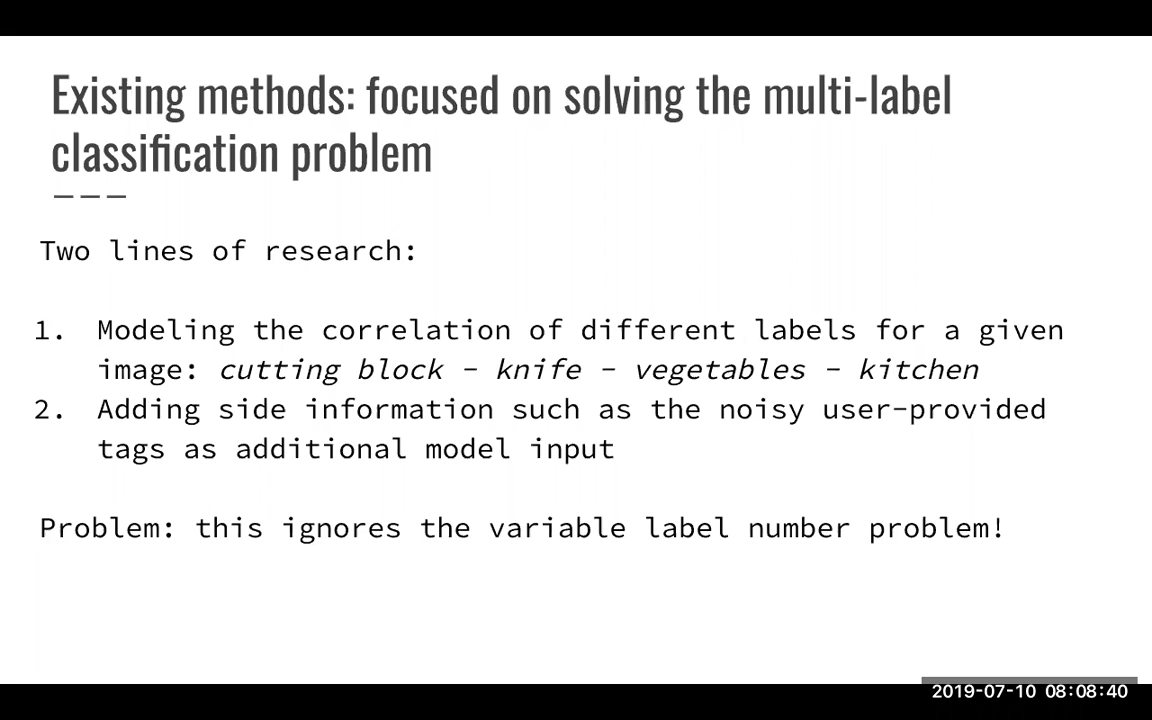 Existing methods: focused on solving the multi-label
classification problem
Two lines of research:
1. Modeling the correlation of different labels for a given
image: cutting block - knife - vegetables - kitchen
2. Adding side information such as the noisy user-provided
tags as additional model input
Problem: this ignores the variable label number problem!
2019-07-10 08:08:40